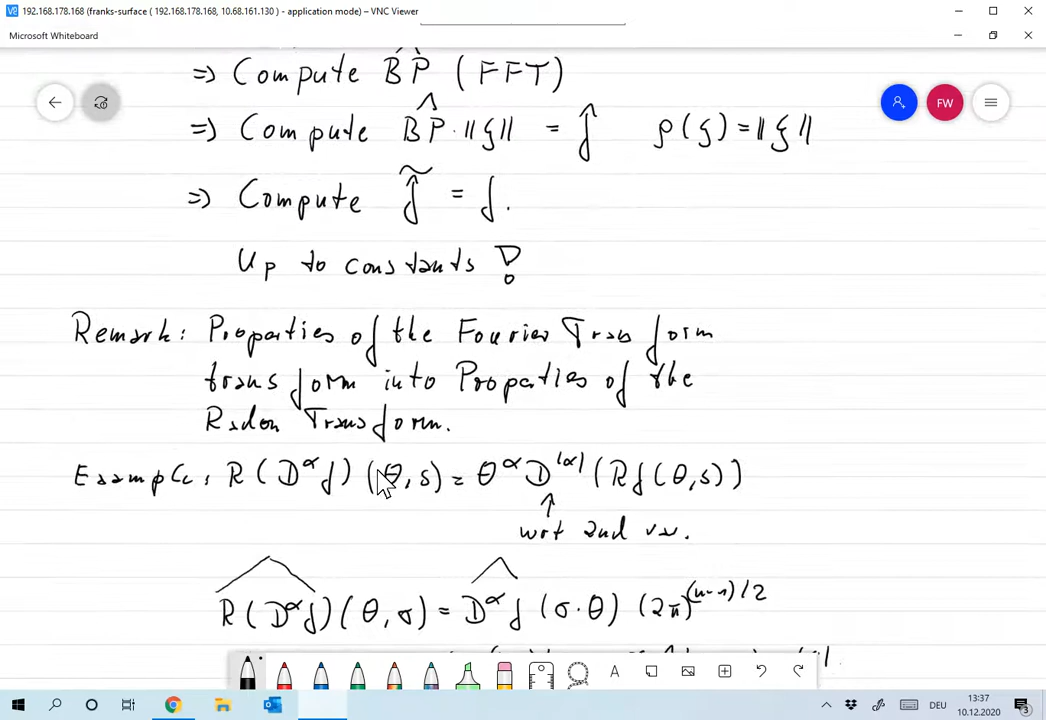 192.168.178.168 (franks-surface ( 192.168.178.168, 10.68.161.130 ) - application mode) – VNC Viewer
Microsoft Whiteboard
FW
⇒ Compute B̂P (FFT)
⇒ Compute B̂P · ‖ξ‖ = f̂ ρ(ξ) = ‖ξ‖
⇒ Compute f̂~ = f.
Up to constants !
Remark: Properties of the Fourier Transform
transform into Properties of the
Radon Transform.
Example: R(D^α f)(θ, s) = θ^α D^|α| (Rf(θ, s))
↑
wrt 2nd var.
R(D^α f)^(θ, σ) = D^α f^(σ·θ) (2π)^(n-1)/2
A
DEU
13:37
10.12.2020
3